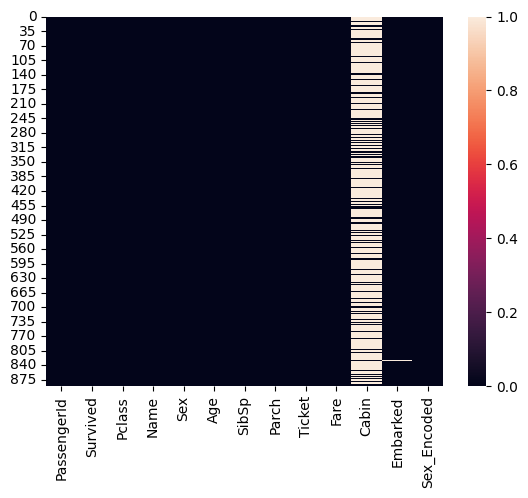 0
35
70
105
140
175
210
245
280
315
350
385
420
455
490
525
560
595
630
665
700
735
770
805
840
875
PassengerId
Survived
Pclass
Name
Sex
Age
SibSp
Parch
Ticket
Fare
Cabin
Embarked
Sex_Encoded
1.0
0.8
0.6
0.4
0.2
0.0